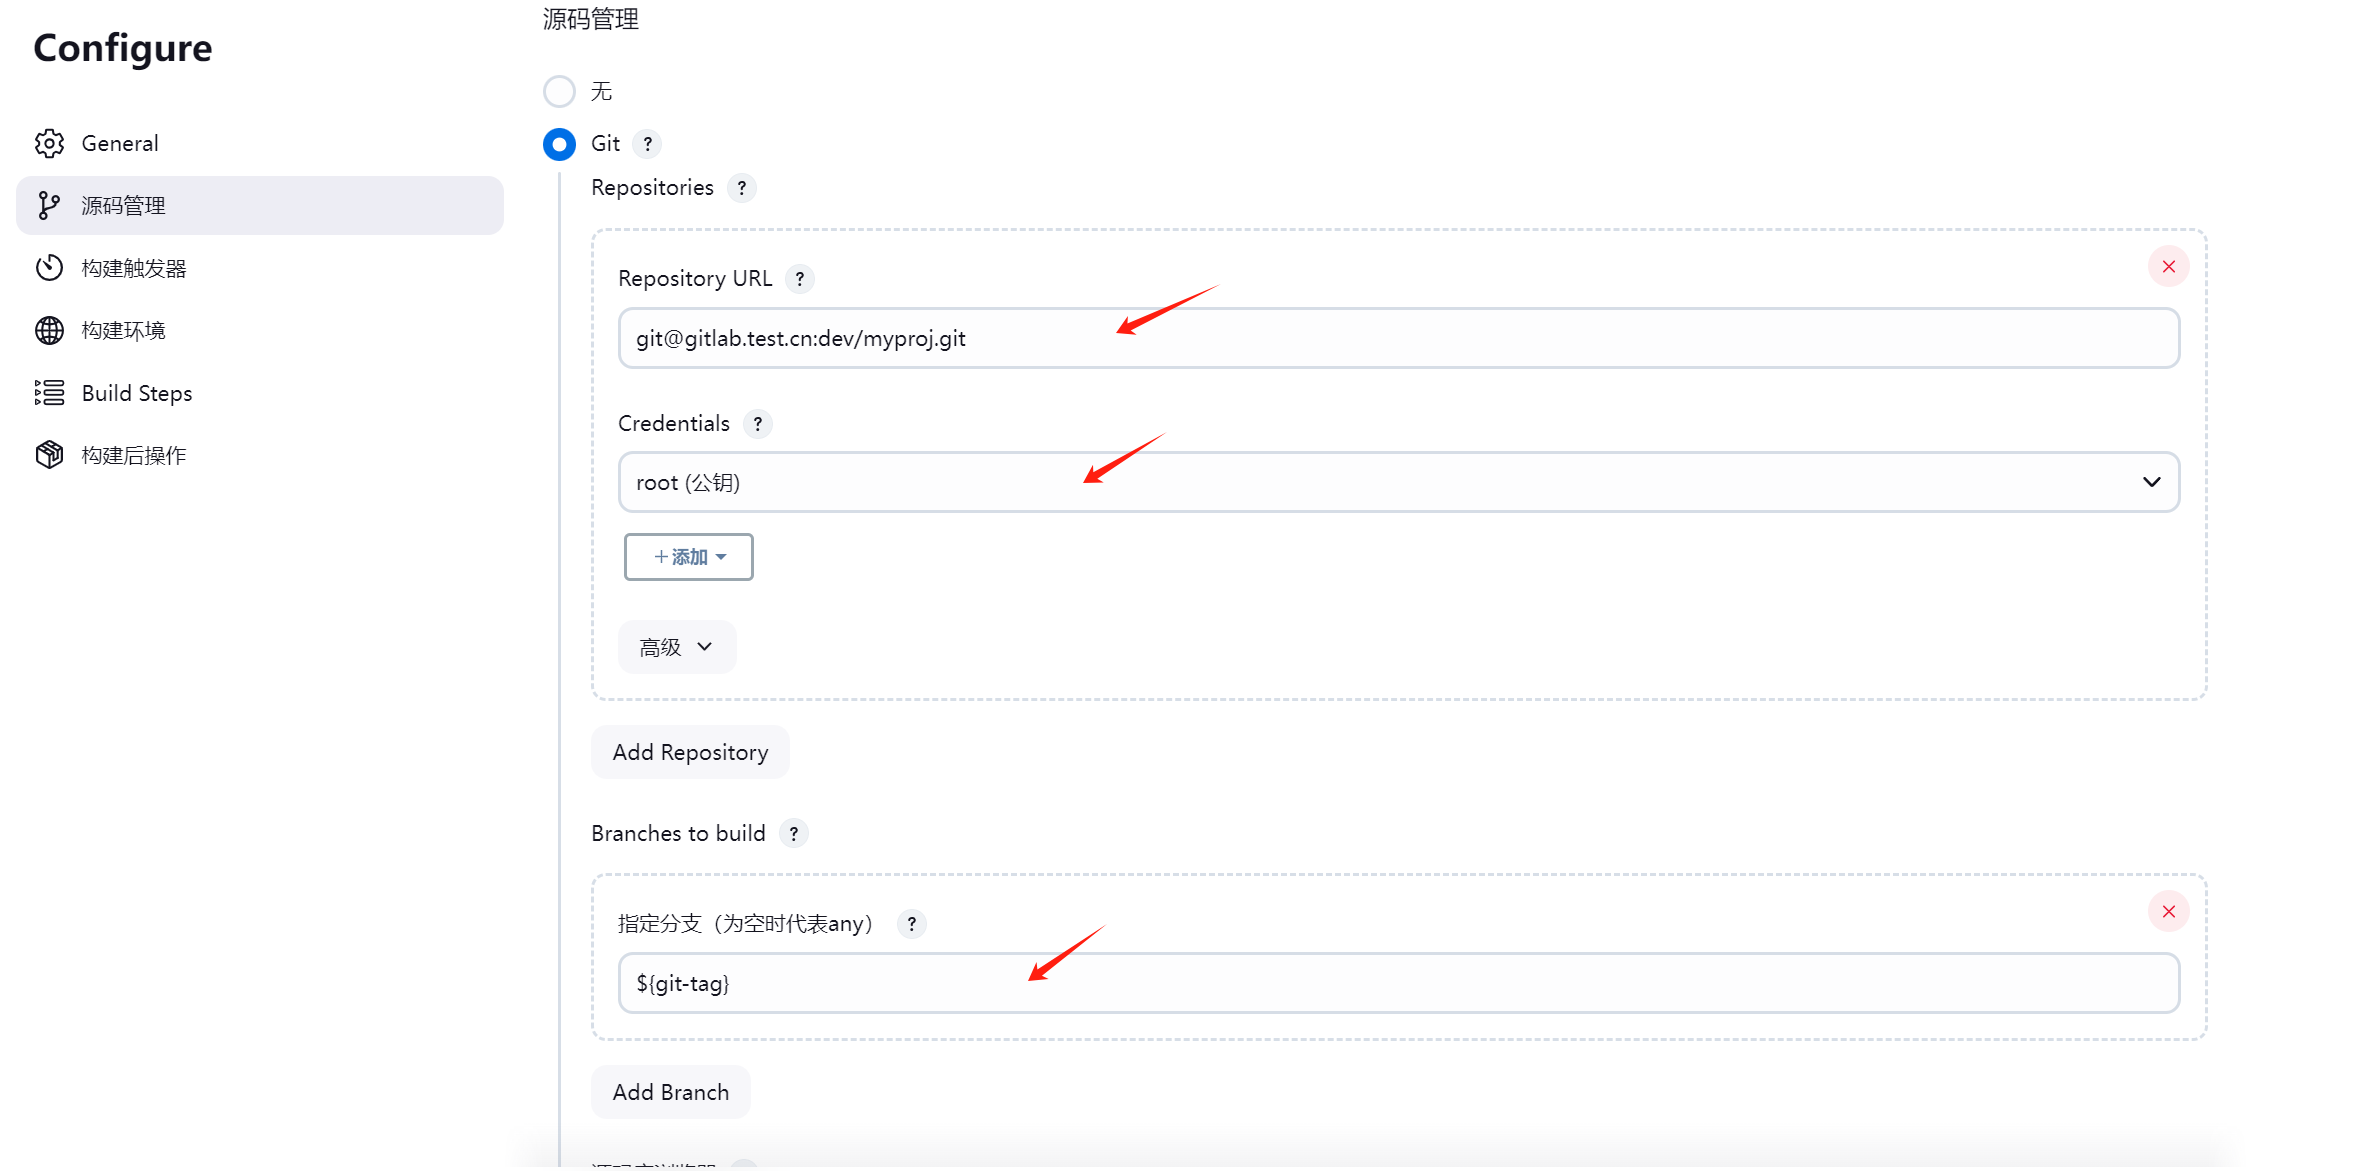 Configure
General
源码管理
构建触发器
构建环境
Build Steps
构建后操作
源码管理
无
Git ?
Repositories ?
Repository URL ?
git@gitlab.test.cn:dev/myproj.git
Credentials ?
root (公钥)
+添加
高级
Add Repository
Branches to build ?
指定分支（为空时代表any） ?
${git-tag}
Add Branch